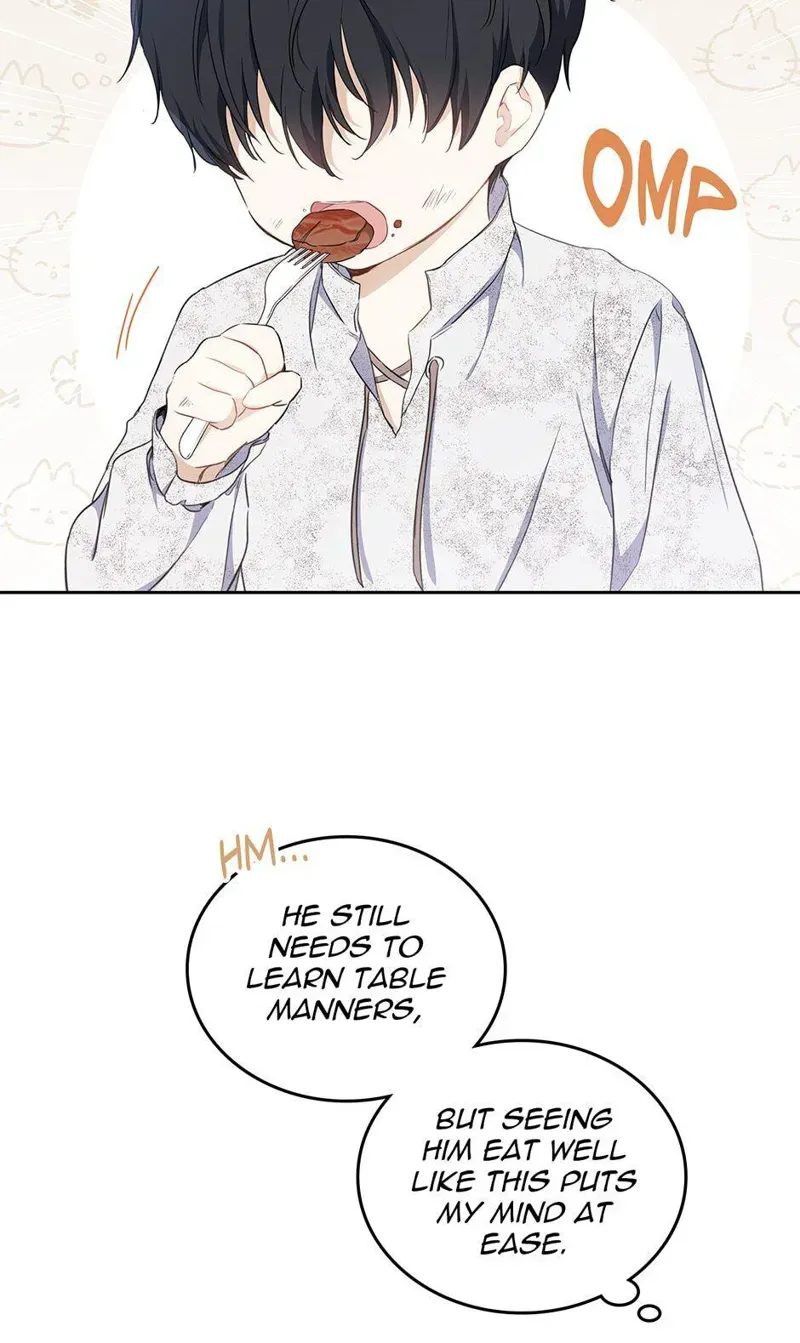 OMP
HM...
HE STILL
NEEDS TO
LEARN TABLE
MANNERS,
BUT SEEING
HIM EAT WELL
LIKE THIS PUTS
MY MIND AT
EASE.